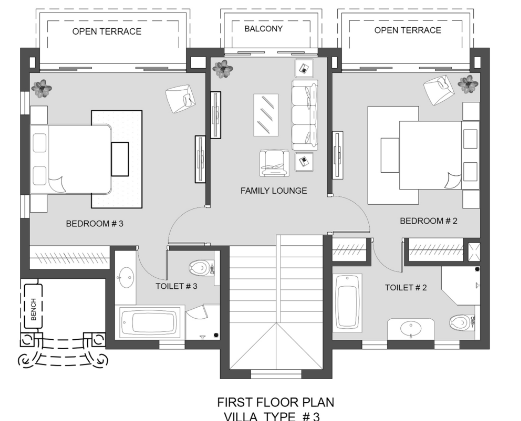 OPEN TERRACE
BALCONY
OPEN TERRACE
FAMILY LOUNGE
BEDROOM # 3
BEDROOM # 2
TOILET # 3
TOILET # 2
BENCH
FIRST FLOOR PLAN
VILLA TYPE # 3